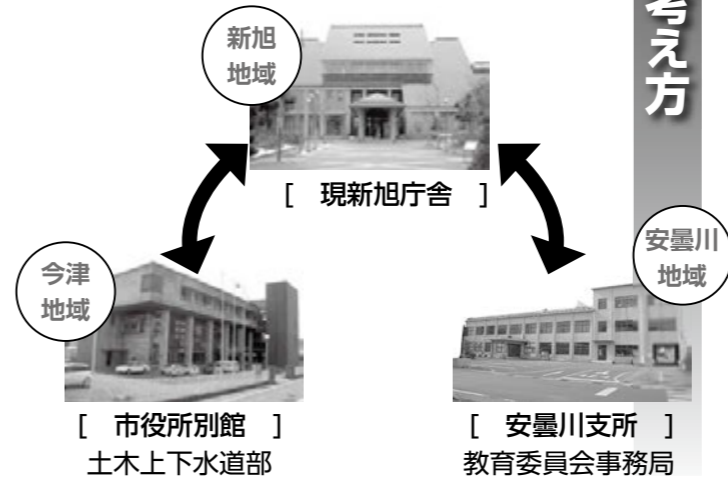 考え方
新旭
地域
[ 現新旭庁舎 ]
今津
地域
安曇川
地域
[ 市役所別館 ]
土木上下水道部
[ 安曇川支所 ]
教育委員会事務局